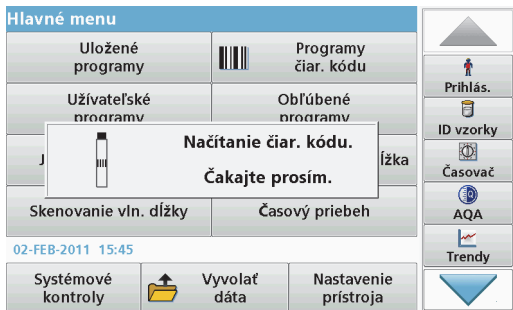 Hlavné menu
Uložené
programy
Programy
čiar. kódu
Užívateľské
programy
Obľúbené
programy
Načítanie čiar. kódu.
Čakajte prosím.
J
ĺžka
Skenovanie vln. dĺžky
Časový priebeh
02-FEB-2011 15:45
Systémové
kontroly
Vyvolať
dáta
Nastavenie
prístroja
Prihlás.
ID vzorky
Časovač
AQA
Trendy